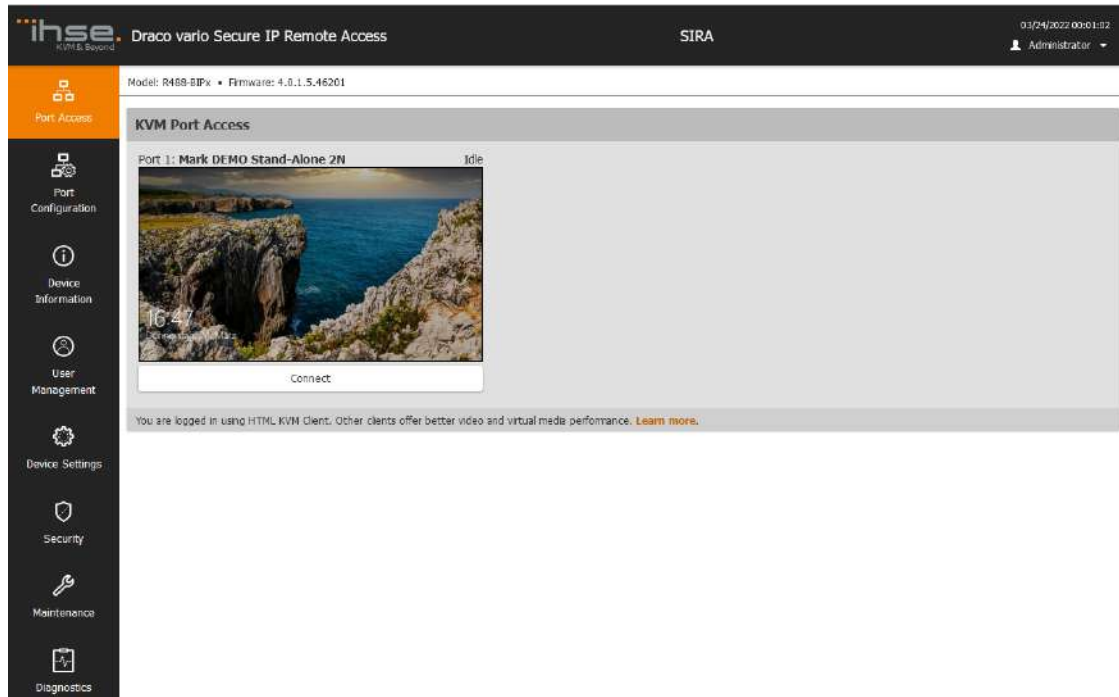 ihse.
KVM & Beyond
Draco vario Secure IP Remote Access
SIRA
03/24/2022 00:01:02
Administrator
Port Access
Model: R488-BIPx • Firmware: 4.0.1.5.46201
KVM Port Access
Port 1: Mark DEMO Stand-Alone 2N
Idle
16:47
Connect
You are logged in using HTML KVM Client. Other clients offer better video and virtual media performance. Learn more.
Port
Configuration
Device
Information
User
Management
Device Settings
Security
Maintenance
Diagnostics